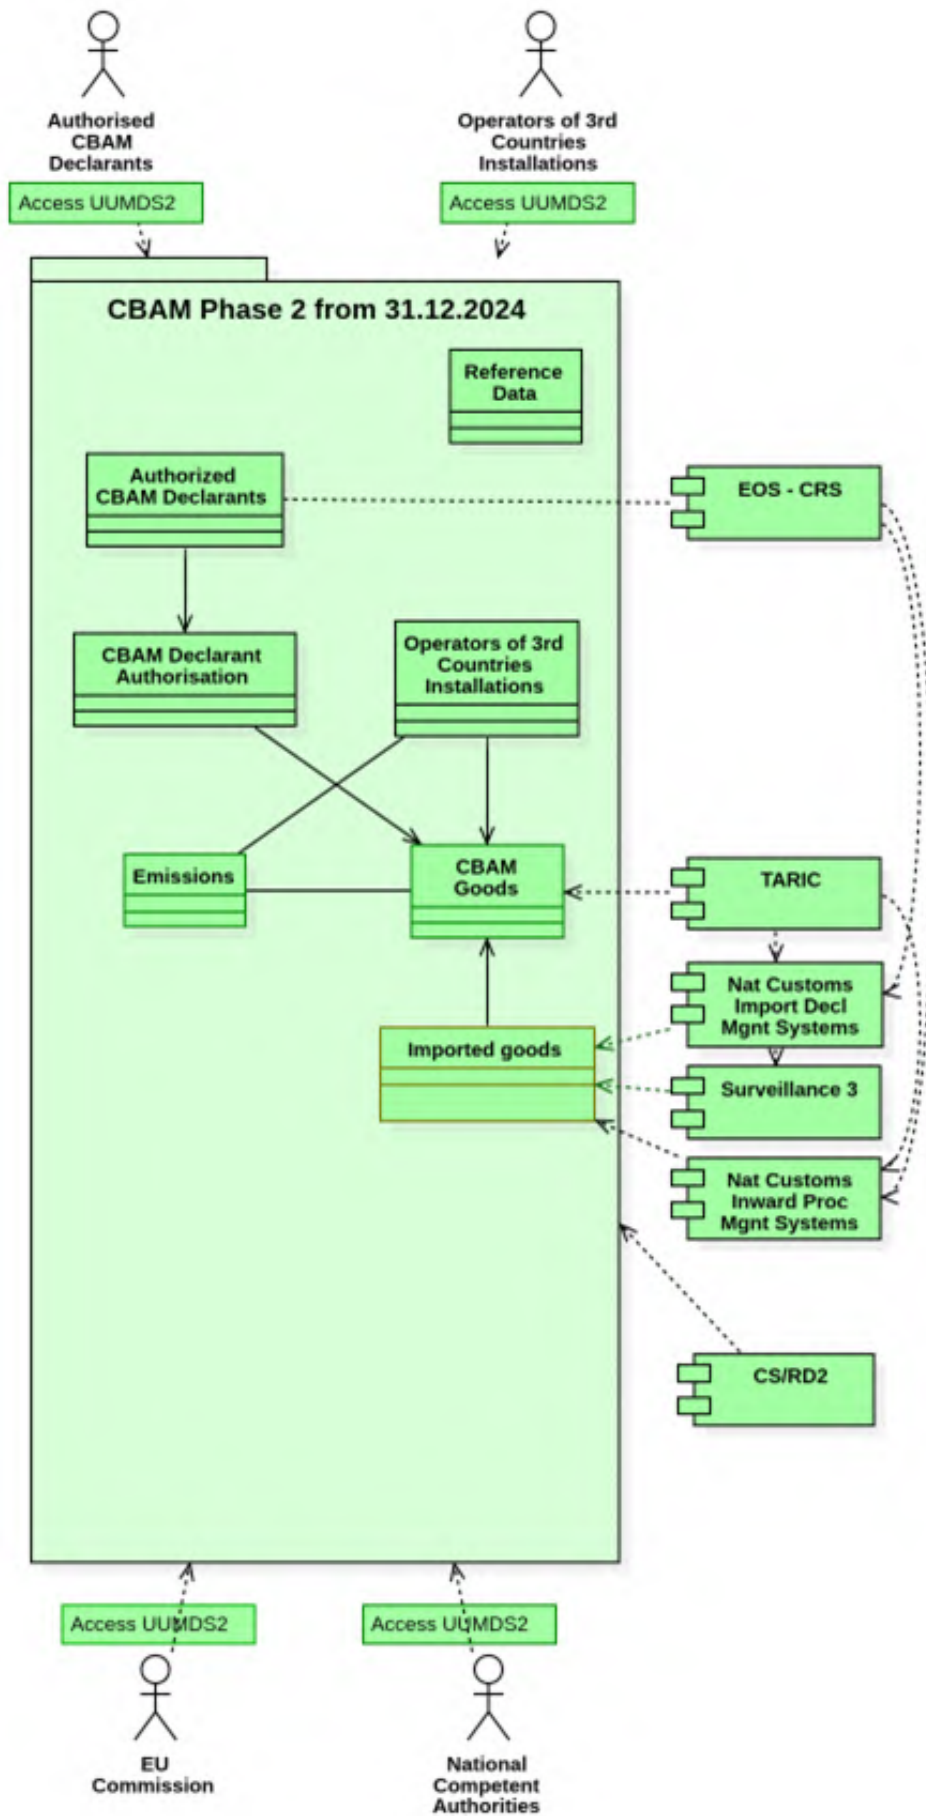 Authorised
CBAM
Declarants
Operators of 3rd
Countries
Installations
Access UUMDS2
Access UUMDS2
CBAM Phase 2 from 31.12.2024
Reference
Data
Authorized
CBAM Declarants
EOS - CRS
CBAM Declarant
Authorisation
Operators of 3rd
Countries
Installations
Emissions
CBAM
Goods
TARIC
Nat Customs
Import Decl
Mgnt Systems
Imported goods
Surveillance 3
Nat Customs
Inward Proc
Mgnt Systems
CS/RD2
Access UUMDS2
Access UUMDS2
EU
Commission
National
Competent
Authorities